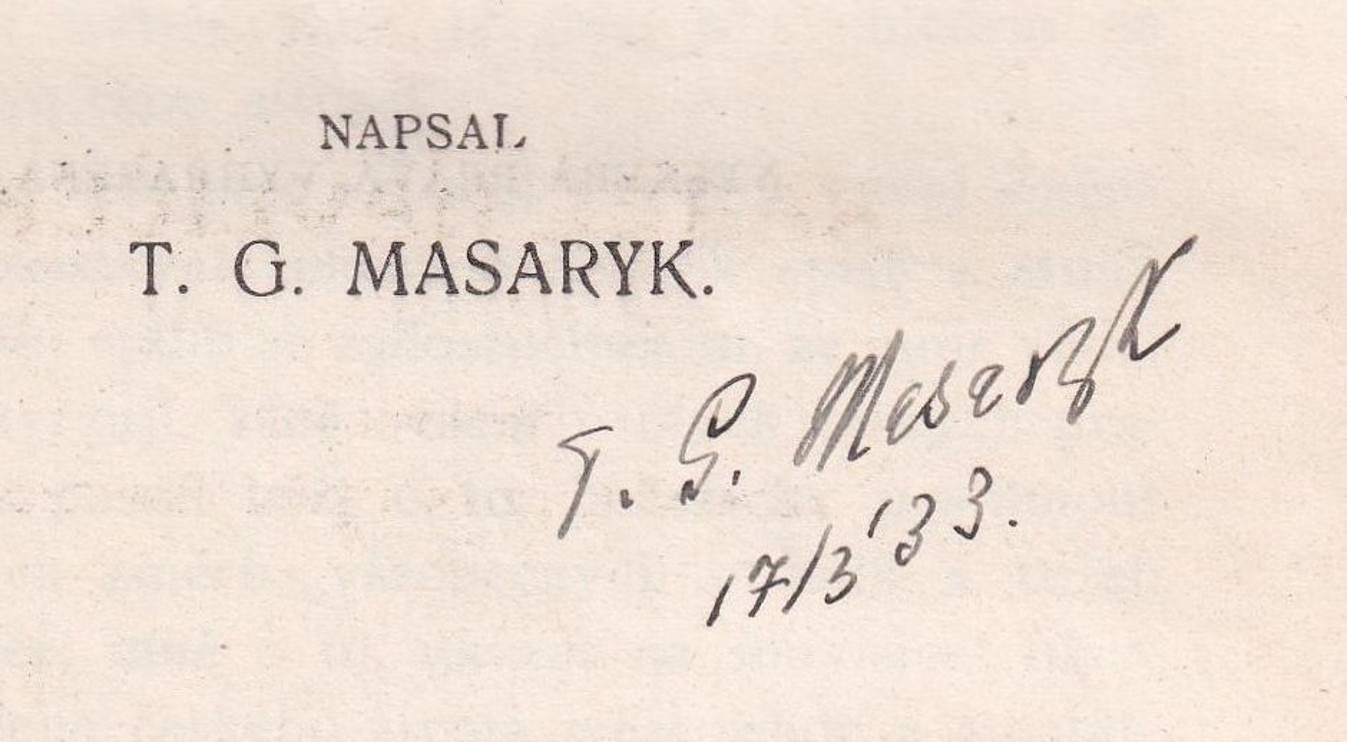 NAPSAL
T. G. MASARYK.
T. G. Masaryk
17/3 '33.